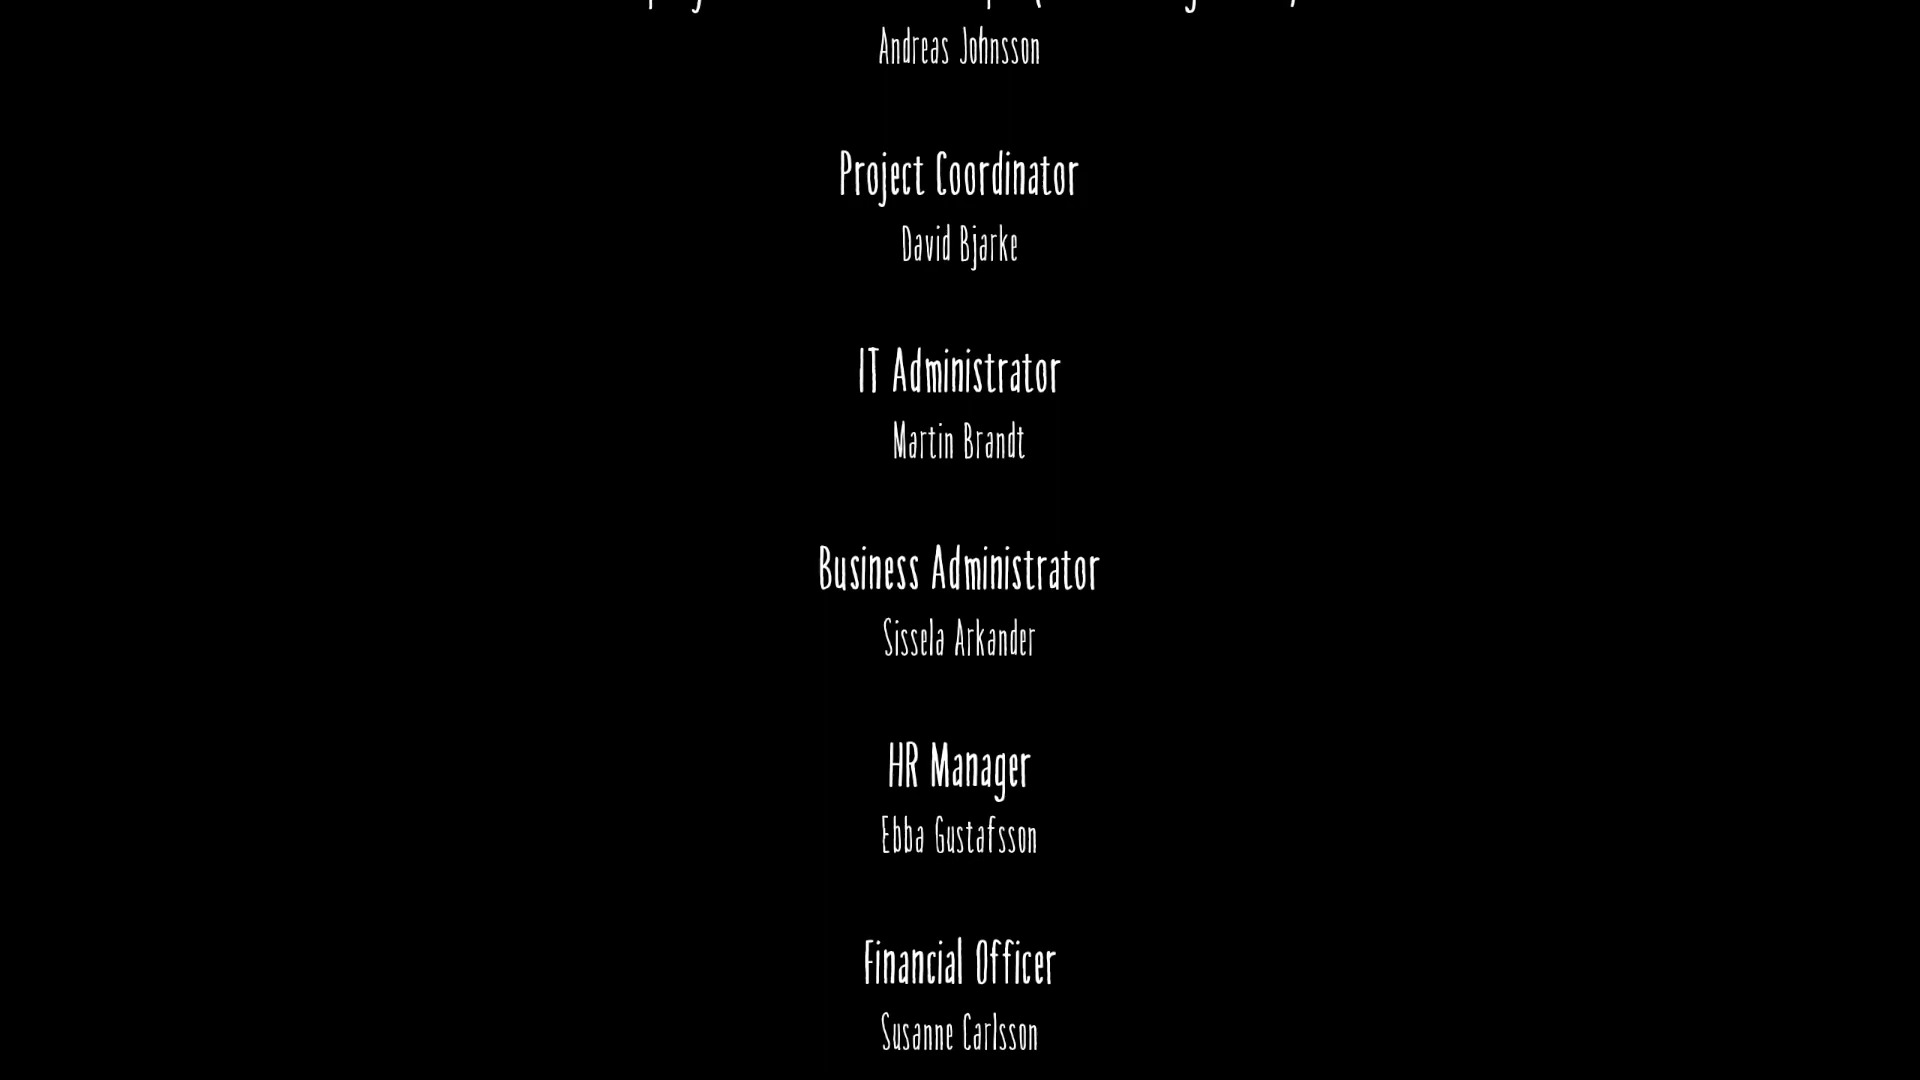 Andreas Johnsson
Project Coordinator
David Bjarke
IT Administrator
Martin Brandt
Business Administrator
Sissela Arkander
HR Manager
Ebba Gustafsson
Financial Officer
Susanne Carlsson